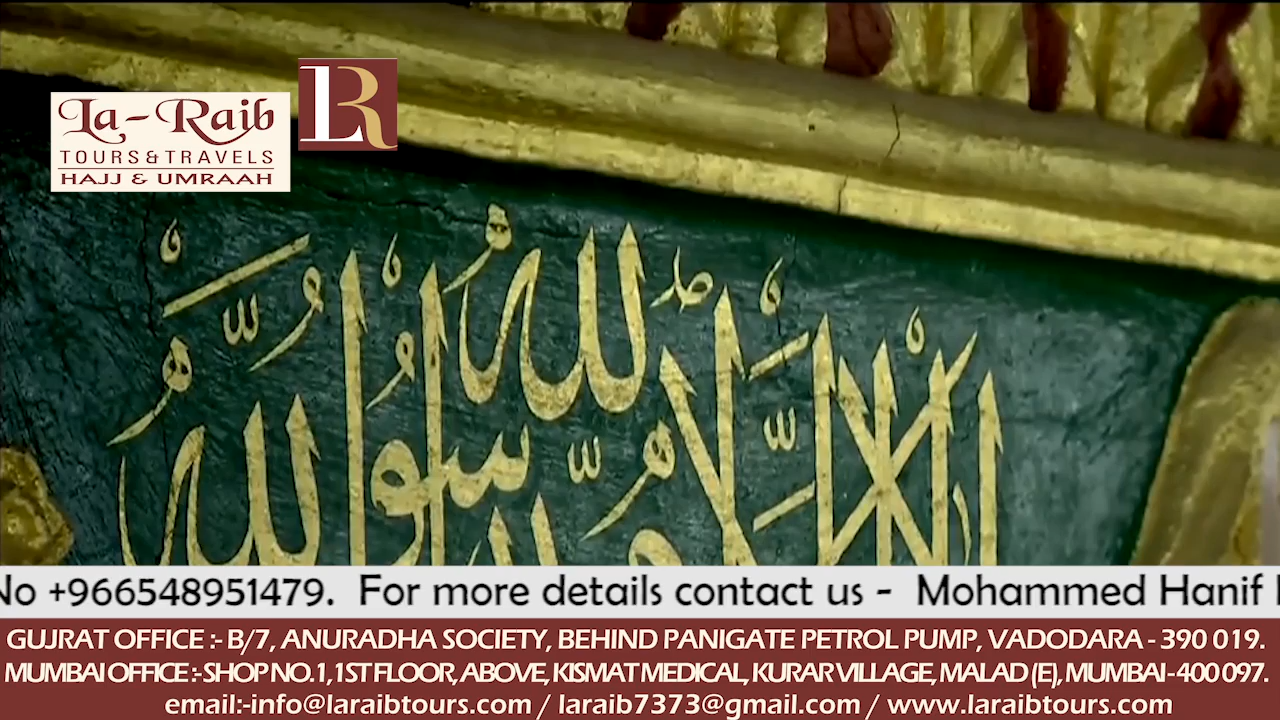 La-Raib
TOURS & TRAVELS
HAJJ & UMRAAH
LR
لا إله إلا الله
محمد رسول الله
No +966548951479. For more details contact us - Mohammed Hanif
GUJRAT OFFICE :- B/7, ANURADHA SOCIETY, BEHIND PANIGATE PETROL PUMP, VADODARA - 390 019.
MUMBAI OFFICE :- SHOP NO. 1, 1ST FLOOR, ABOVE, KISMAT MEDICAL, KURAR VILLAGE, MALAD (E), MUMBAI - 400 097.
email:-info@laraibtours.com / laraib7373@gmail.com / www.laraibtours.com